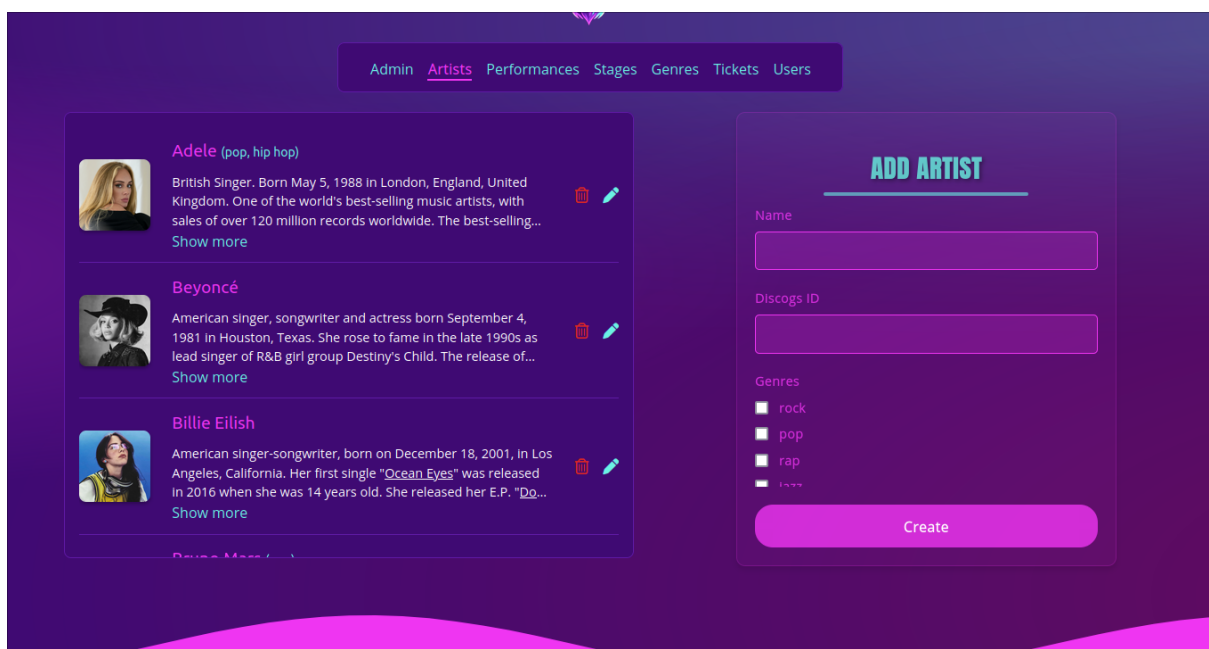 Admin Artists Performances Stages Genres Tickets Users
Adele (pop, hip hop)
British Singer. Born May 5, 1988 in London, England, United
Kingdom. One of the world's best-selling music artists, with
sales of over 120 million records worldwide. The best-selling...
Show more
Beyoncé
American singer, songwriter and actress born September 4,
1981 in Houston, Texas. She rose to fame in the late 1990s as
lead singer of R&B girl group Destiny's Child. The release of...
Show more
Billie Eilish
American singer-songwriter, born on December 18, 2001, in Los
Angeles, California. Her first single "Ocean Eyes" was released
in 2016 when she was 14 years old. She released her E.P. "Do...
Show more
Bruno Mars
ADD ARTIST
Name
Discogs ID
Genres
rock
pop
rap
jazz
Create